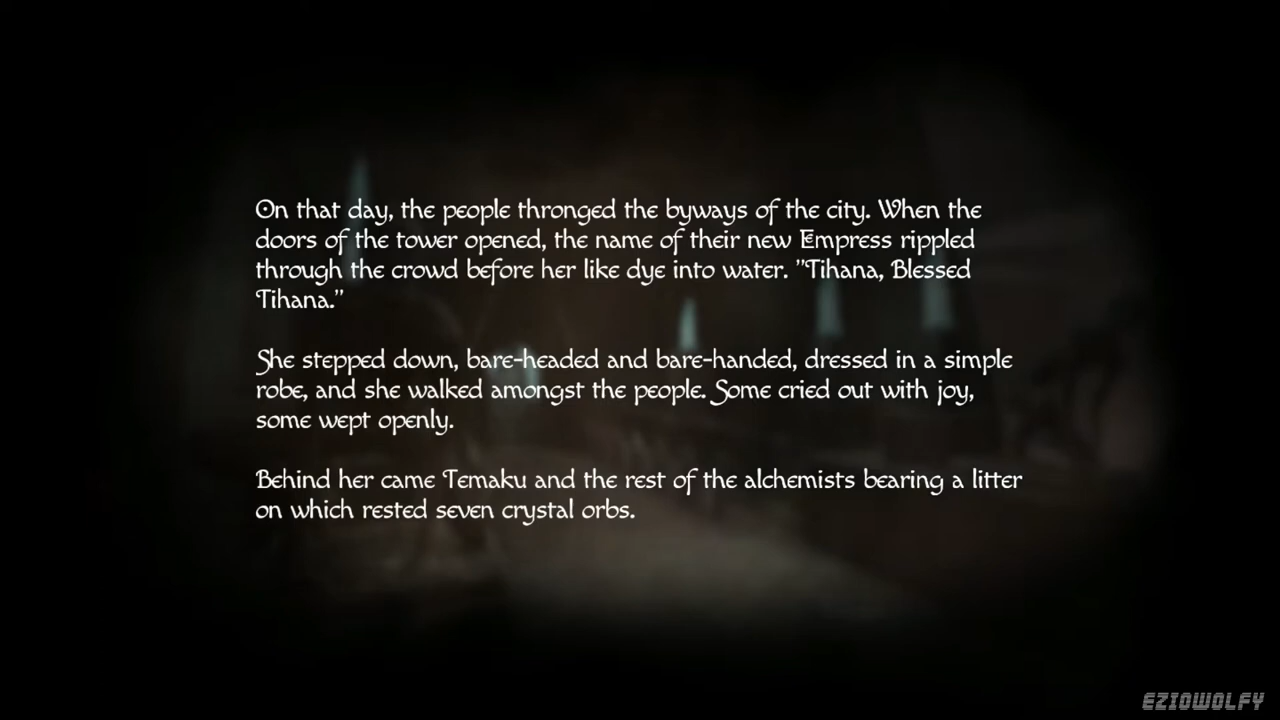 On that day, the people thronged the byways of the city. When the
doors of the tower opened, the name of their new Empress rippled
through the crowd before her like dye into water. "Tihana, Blessed
Tihana."
She stepped down, bare-headed and bare-handed, dressed in a simple
robe, and she walked amongst the people. Some cried out with joy,
some wept openly.
Behind her came Temaku and the rest of the alchemists bearing a litter
on which rested seven crystal orbs.
EZIOWOLFY